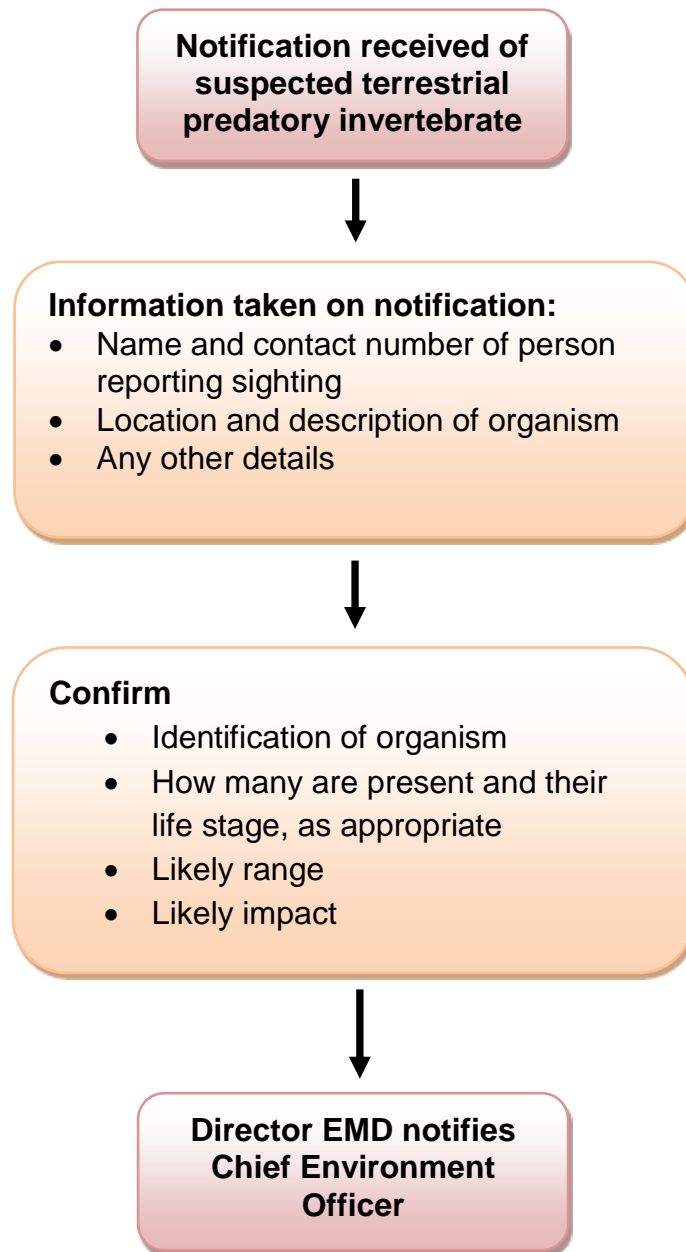 Notification received of
suspected terrestrial
predatory invertebrate
Information taken on notification:
• Name and contact number of person
reporting sighting
• Location and description of organism
• Any other details
Confirm
• Identification of organism
• How many are present and their
life stage, as appropriate
• Likely range
• Likely impact
Director EMD notifies
Chief Environment
Officer